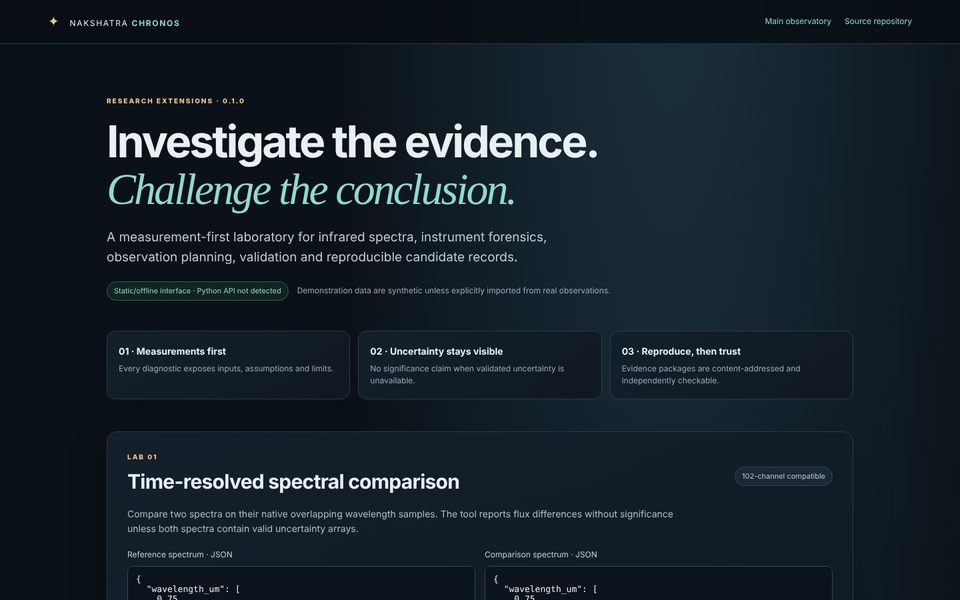 NAKSHATRA CHRONOS
Main observatory
Source repository
RESEARCH EXTENSIONS · 0.1.0
Investigate the evidence.
Challenge the conclusion.
A measurement-first laboratory for infrared spectra, instrument forensics,
observation planning, validation and reproducible candidate records.
Static/offline interface · Python API not detected
Demonstration data are synthetic unless explicitly imported from real observations.
01 · Measurements first
Every diagnostic exposes inputs, assumptions and limits.
02 · Uncertainty stays visible
No significance claim when validated uncertainty is
unavailable.
03 · Reproduce, then trust
Evidence packages are content-addressed and
independently checkable.
LAB 01
Time-resolved spectral comparison
102-channel compatible
Compare two spectra on their native overlapping wavelength samples. The tool reports flux differences without significance
unless both spectra contain valid uncertainty arrays.
Reference spectrum · JSON
{
"wavelength_um": [
0.75,
Comparison spectrum · JSON
{
"wavelength_um": [
0.75,